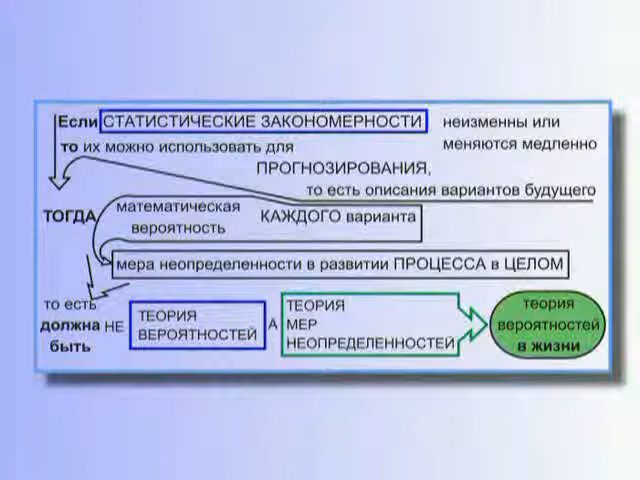 Если СТАТИСТИЧЕСКИЕ ЗАКОНОМЕРНОСТИ неизменны или
меняются медленно
то их можно использовать для
ПРОГНОЗИРОВАНИЯ,
то есть описания вариантов будущего
ТОГДА
математическая
вероятность
КАЖДОГО варианта
мера неопределенности в развитии ПРОЦЕССА в ЦЕЛОМ
то есть
должна НЕ
быть
ТЕОРИЯ
ВЕРОЯТНОСТЕЙ
А
ТЕОРИЯ
МЕР
НЕОПРЕДЕЛЕННОСТЕЙ
теория
вероятностей
в жизни